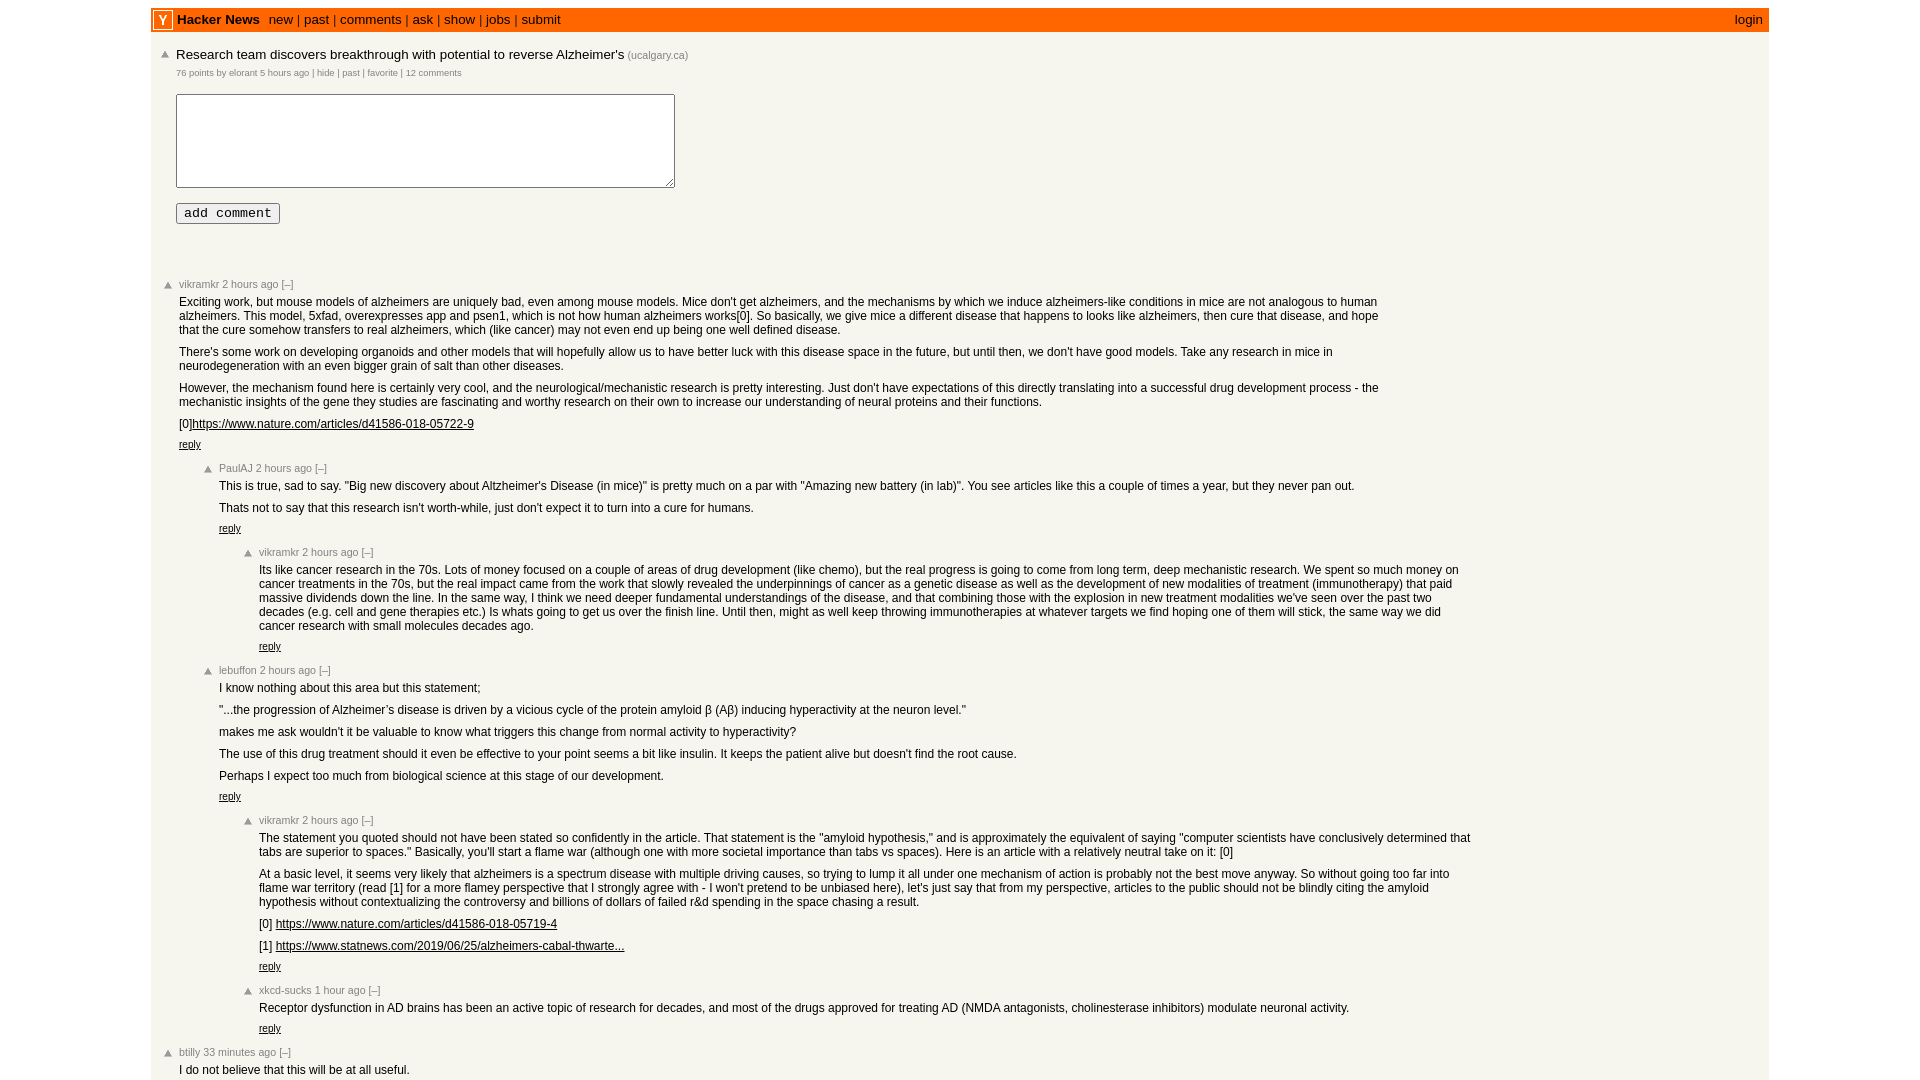 Y Hacker News new | past | comments | ask | show | jobs | submit login
Research team discovers breakthrough with potential to reverse Alzheimer's (ucalgary.ca)
76 points by elorant 5 hours ago | hide | past | favorite | 12 comments
add comment
vikramkr 2 hours ago [–]
Exciting work, but mouse models of alzheimers are uniquely bad, even among mouse models. Mice don't get alzheimers, and the mechanisms by which we induce alzheimers-like conditions in mice are not analogous to human
alzheimers. This model, 5xfad, overexpresses app and psen1, which is not how human alzheimers works[0]. So basically, we give mice a different disease that happens to looks like alzheimers, then cure that disease, and hope
that the cure somehow transfers to real alzheimers, which (like cancer) may not even end up being one well defined disease.
There's some work on developing organoids and other models that will hopefully allow us to have better luck with this disease space in the future, but until then, we don't have good models. Take any research in mice in
neurodegeneration with an even bigger grain of salt than other diseases.
However, the mechanism found here is certainly very cool, and the neurological/mechanistic research is pretty interesting. Just don't have expectations of this directly translating into a successful drug development process - the
mechanistic insights of the gene they studies are fascinating and worthy research on their own to increase our understanding of neural proteins and their functions.
[0]https://www.nature.com/articles/d41586-018-05722-9
reply
PaulAJ 2 hours ago [–]
This is true, sad to say. "Big new discovery about Altzheimer's Disease (in mice)" is pretty much on a par with "Amazing new battery (in lab)". You see articles like this a couple of times a year, but they never pan out.
Thats not to say that this research isn't worth-while, just don't expect it to turn into a cure for humans.
reply
vikramkr 2 hours ago [–]
Its like cancer research in the 70s. Lots of money focused on a couple of areas of drug development (like chemo), but the real progress is going to come from long term, deep mechanistic research. We spent so much money on
cancer treatments in the 70s, but the real impact came from the work that slowly revealed the underpinnings of cancer as a genetic disease as well as the development of new modalities of treatment (immunotherapy) that paid
massive dividends down the line. In the same way, I think we need deeper fundamental understandings of the disease, and that combining those with the explosion in new treatment modalities we've seen over the past two
decades (e.g. cell and gene therapies etc.) Is whats going to get us over the finish line. Until then, might as well keep throwing immunotherapies at whatever targets we find hoping one of them will stick, the same way we did
cancer research with small molecules decades ago.
reply
lebuffon 2 hours ago [–]
I know nothing about this area but this statement;
"...the progression of Alzheimer’s disease is driven by a vicious cycle of the protein amyloid β (Aβ) inducing hyperactivity at the neuron level."
makes me ask wouldn't it be valuable to know what triggers this change from normal activity to hyperactivity?
The use of this drug treatment should it even be effective to your point seems a bit like insulin. It keeps the patient alive but doesn't find the root cause.
Perhaps I expect too much from biological science at this stage of our development.
reply
vikramkr 2 hours ago [–]
The statement you quoted should not have been stated so confidently in the article. That statement is the "amyloid hypothesis," and is approximately the equivalent of saying "computer scientists have conclusively determined that
tabs are superior to spaces." Basically, you'll start a flame war (although one with more societal importance than tabs vs spaces). Here is an article with a relatively neutral take on it: [0]
At a basic level, it seems very likely that alzheimers is a spectrum disease with multiple driving causes, so trying to lump it all under one mechanism of action is probably not the best move anyway. So without going too far into
flame war territory (read [1] for a more flamey perspective that I strongly agree with - I won't pretend to be unbiased here), let's just say that from my perspective, articles to the public should not be blindly citing the amyloid
hypothesis without contextualizing the controversy and billions of dollars of failed r&d spending in the space chasing a result.
[0] https://www.nature.com/articles/d41586-018-05719-4
[1] https://www.statnews.com/2019/06/25/alzheimers-cabal-thwarte...
reply
xkcd-sucks 1 hour ago [–]
Receptor dysfunction in AD brains has been an active topic of research for decades, and most of the drugs approved for treating AD (NMDA antagonists, cholinesterase inhibitors) modulate neuronal activity.
reply
btilly 33 minutes ago [–]
I do not believe that this will be at all useful.